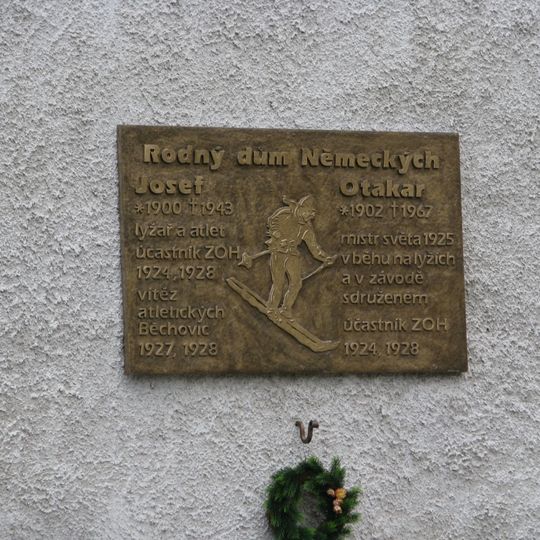 Rodný dům Německých
Josef
*1900 †1943
lyžař a atlet
účastník ZOH
1924, 1928
vítěz
atletických
Běchovic
1927, 1928
Otakar
*1902 †1967
mistr světa 1925
v běhu na lyžích
a v závodě
sdruženém
účastník ZOH
1924, 1928